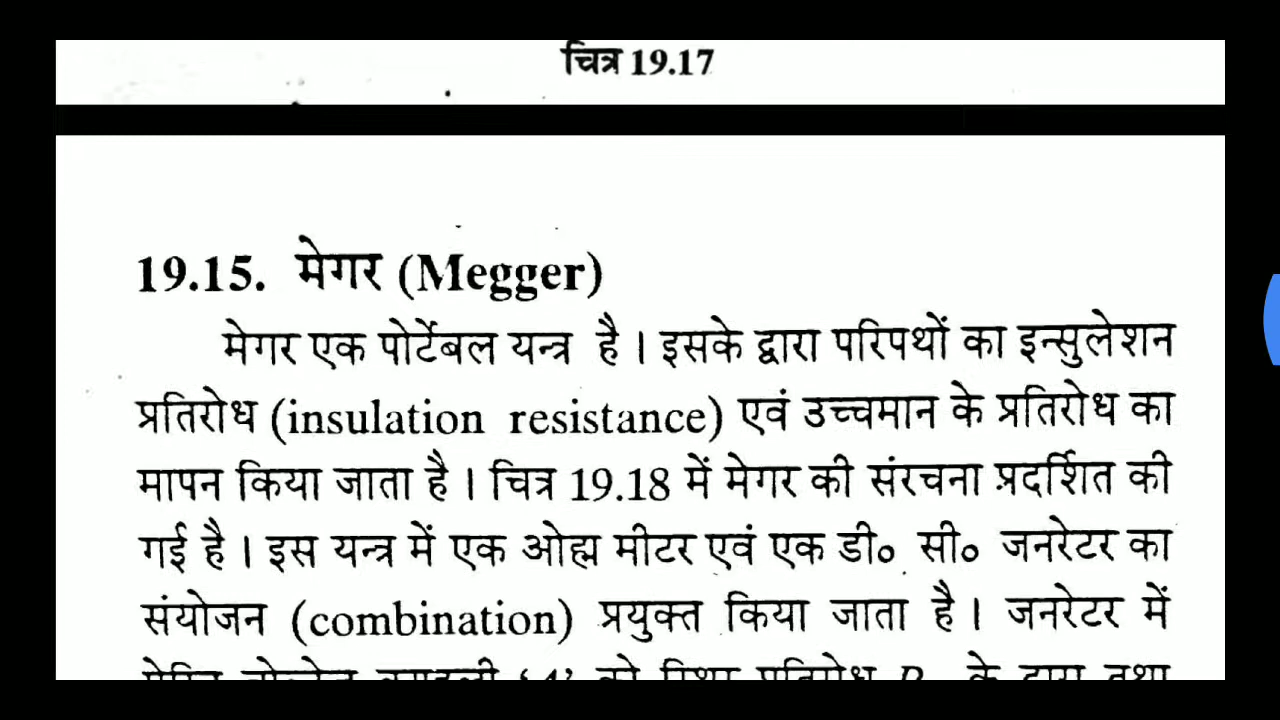 चित्र 19.17
19.15. मेगर (Megger)
मेगर एक पोर्टेबल यन्त्र है । इसके द्वारा परिपथों का इन्सुलेशन
प्रतिरोध (insulation resistance) एवं उच्चमान के प्रतिरोध का
मापन किया जाता है । चित्र 19.18 में मेगर की संरचना प्रदर्शित की
गई है । इस यन्त्र में एक ओह्म मीटर एवं एक डी० सी० जनरेटर का
संयोजन (combination) प्रयुक्त किया जाता है । जनरेटर में